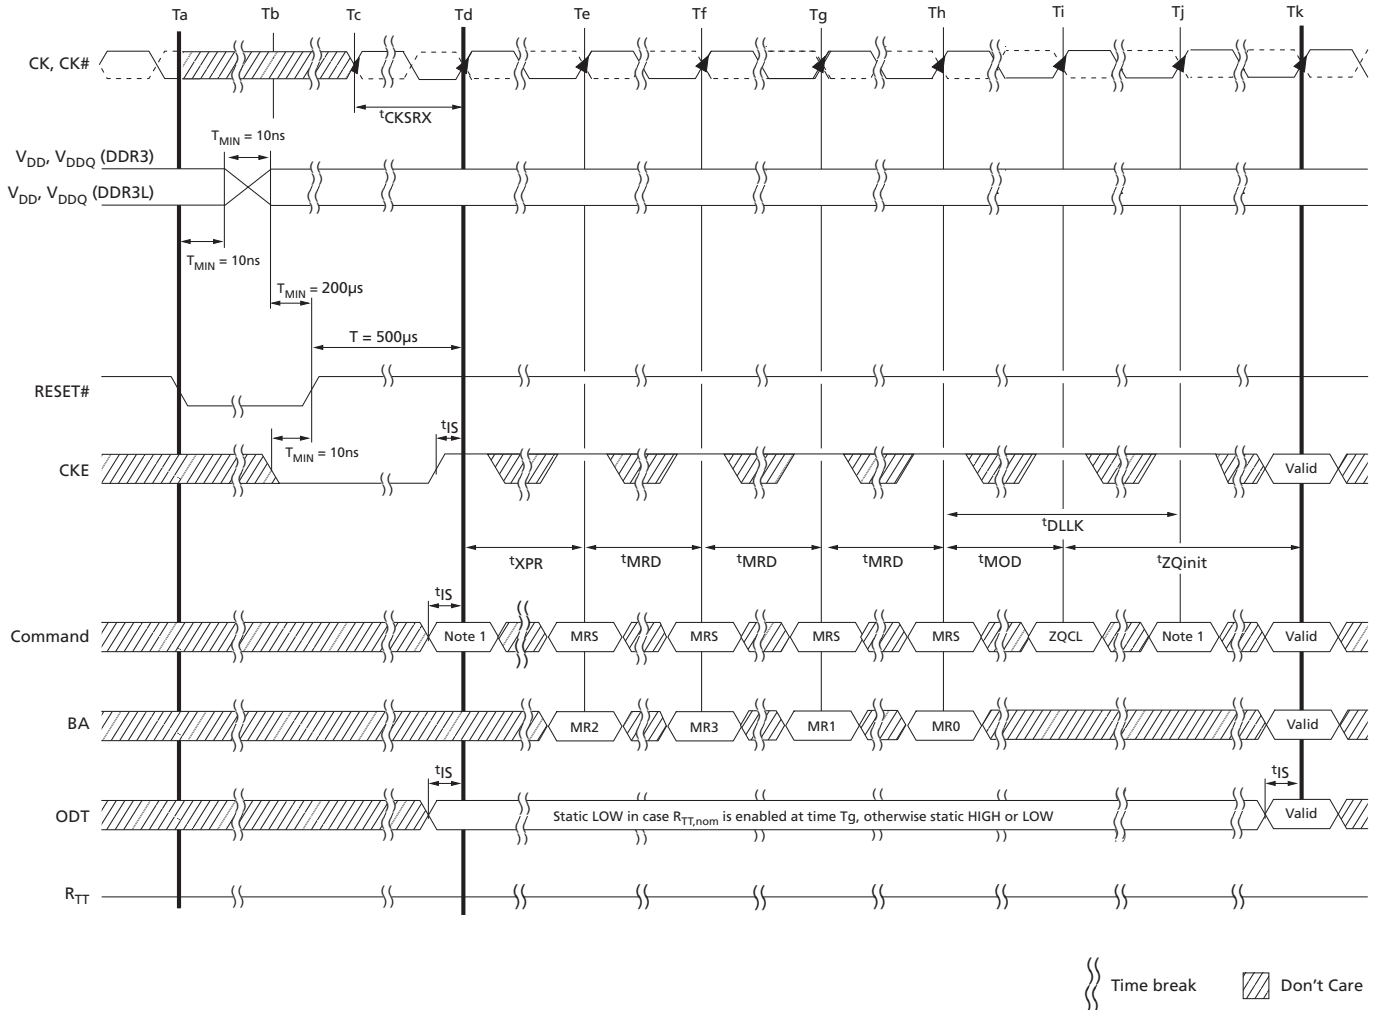 Ta Tb Tc Td Te Tf Tg Th Ti Tj Tk
CK, CK#
tCKSRX
TMIN = 10ns
VDD, VDDQ (DDR3)
VDD, VDDQ (DDR3L)
TMIN = 10ns
TMIN = 200µs
T = 500µs
RESET#
tIS
TMIN = 10ns
CKE
Valid
tDLLK
tXPR tMRD tMRD tMRD tMOD tZQinit
tIS
Command Note 1 MRS MRS MRS MRS ZQCL Note 1 Valid
BA MR2 MR3 MR1 MR0 Valid
tIS tIS
ODT Static LOW in case RTT,nom is enabled at time Tg, otherwise static HIGH or LOW Valid
RTT
Time break Don't Care